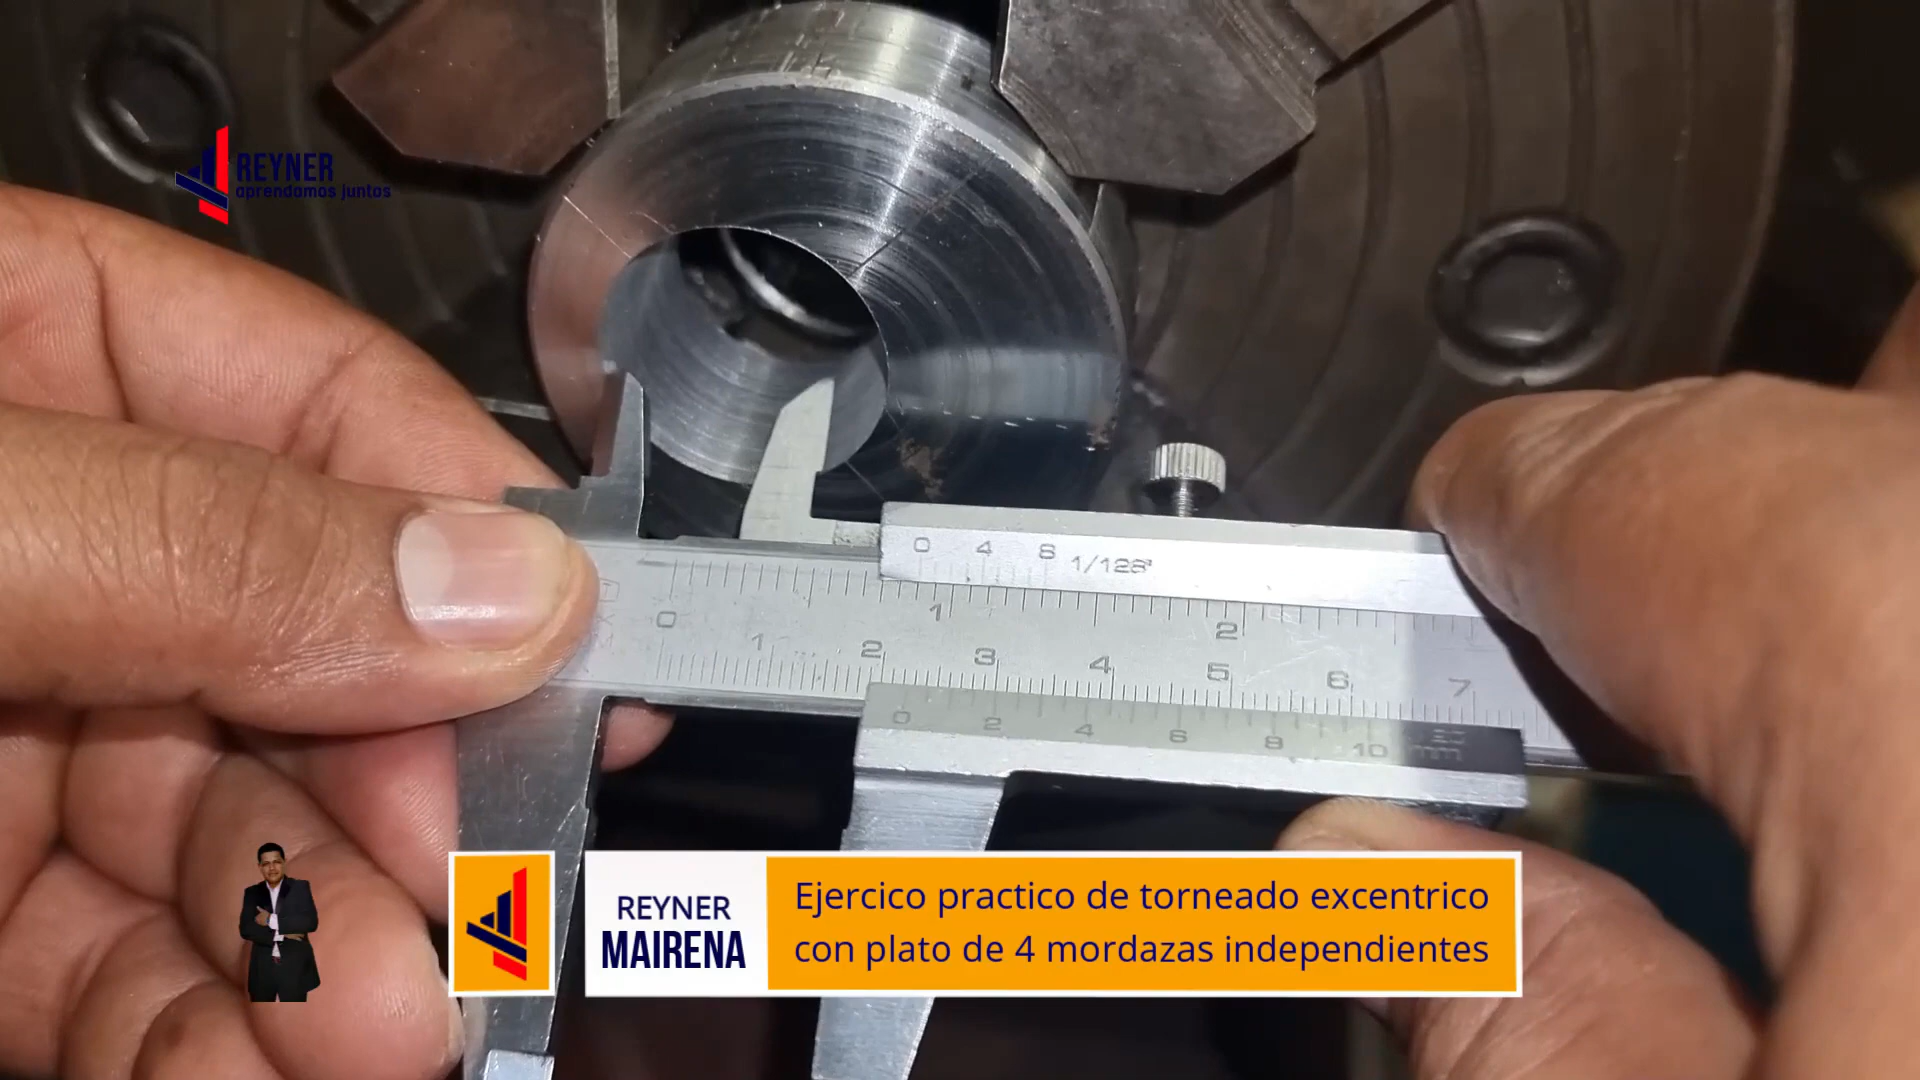 REYNER
aprendamos juntos
0 4 8 1/128"
0 1 2
0 1 2 3 4 5 6 7
0 2 4 6 8 10
REYNER
MAIRENA
Ejercico practico de torneado excentrico
con plato de 4 mordazas independientes